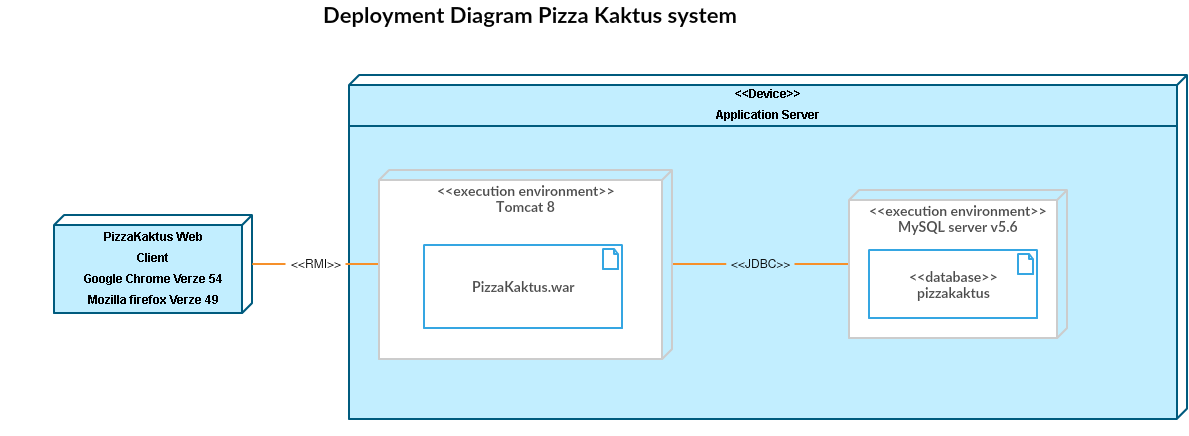 Deployment Diagram Pizza Kaktus system
<<Device>>
Application Server
<<execution environment>>
Tomcat 8
PizzaKaktus.war
<<execution environment>>
MySQL server v5.6
<<database>>
pizzakaktus
PizzaKaktus Web
Client
Google Chrome Verze 54
Mozilla firefox Verze 49
<<RMI>>
<<JDBC>>